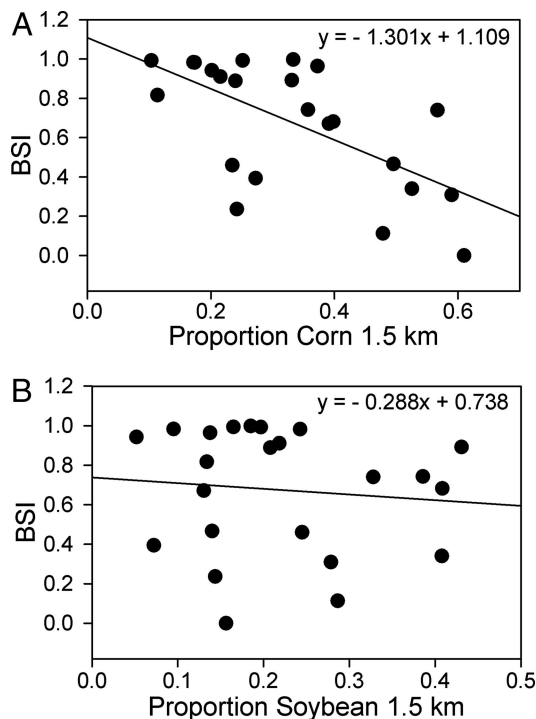 A
y = - 1.301x + 1.109
BSI
1.2
1.0
0.8
0.6
0.4
0.2
0.0
0.0 0.2 0.4 0.6
Proportion Corn 1.5 km
B
y = - 0.288x + 0.738
BSI
1.2
1.0
0.8
0.6
0.4
0.2
0.0
0.0 0.1 0.2 0.3 0.4 0.5
Proportion Soybean 1.5 km